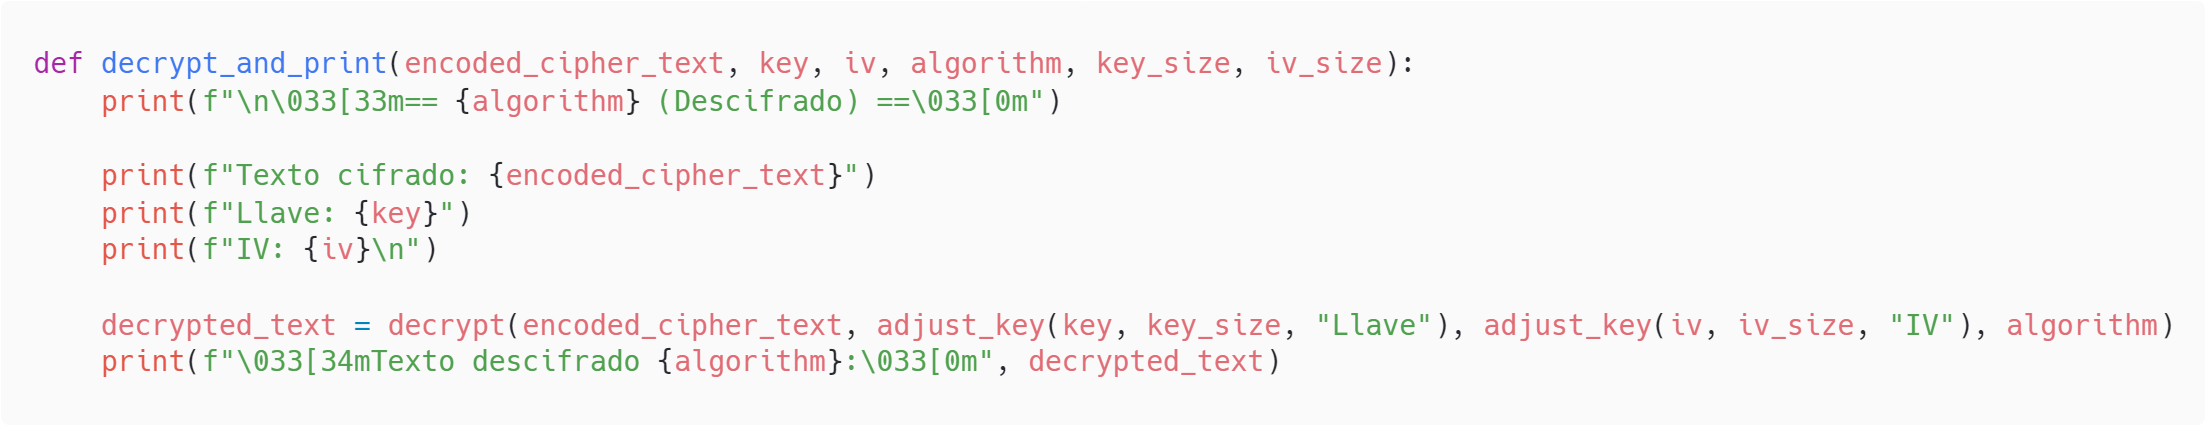 def decrypt_and_print(encoded_cipher_text, key, iv, algorithm, key_size, iv_size):
    print(f"\n\033[33m== {algorithm} (Descifrado) ==\033[0m")

    print(f"Texto cifrado: {encoded_cipher_text}")
    print(f"Llave: {key}")
    print(f"IV: {iv}\n")

    decrypted_text = decrypt(encoded_cipher_text, adjust_key(key, key_size, "Llave"), adjust_key(iv, iv_size, "IV"), algorithm)
    print(f"\033[34mTexto descifrado {algorithm}:\033[0m", decrypted_text)